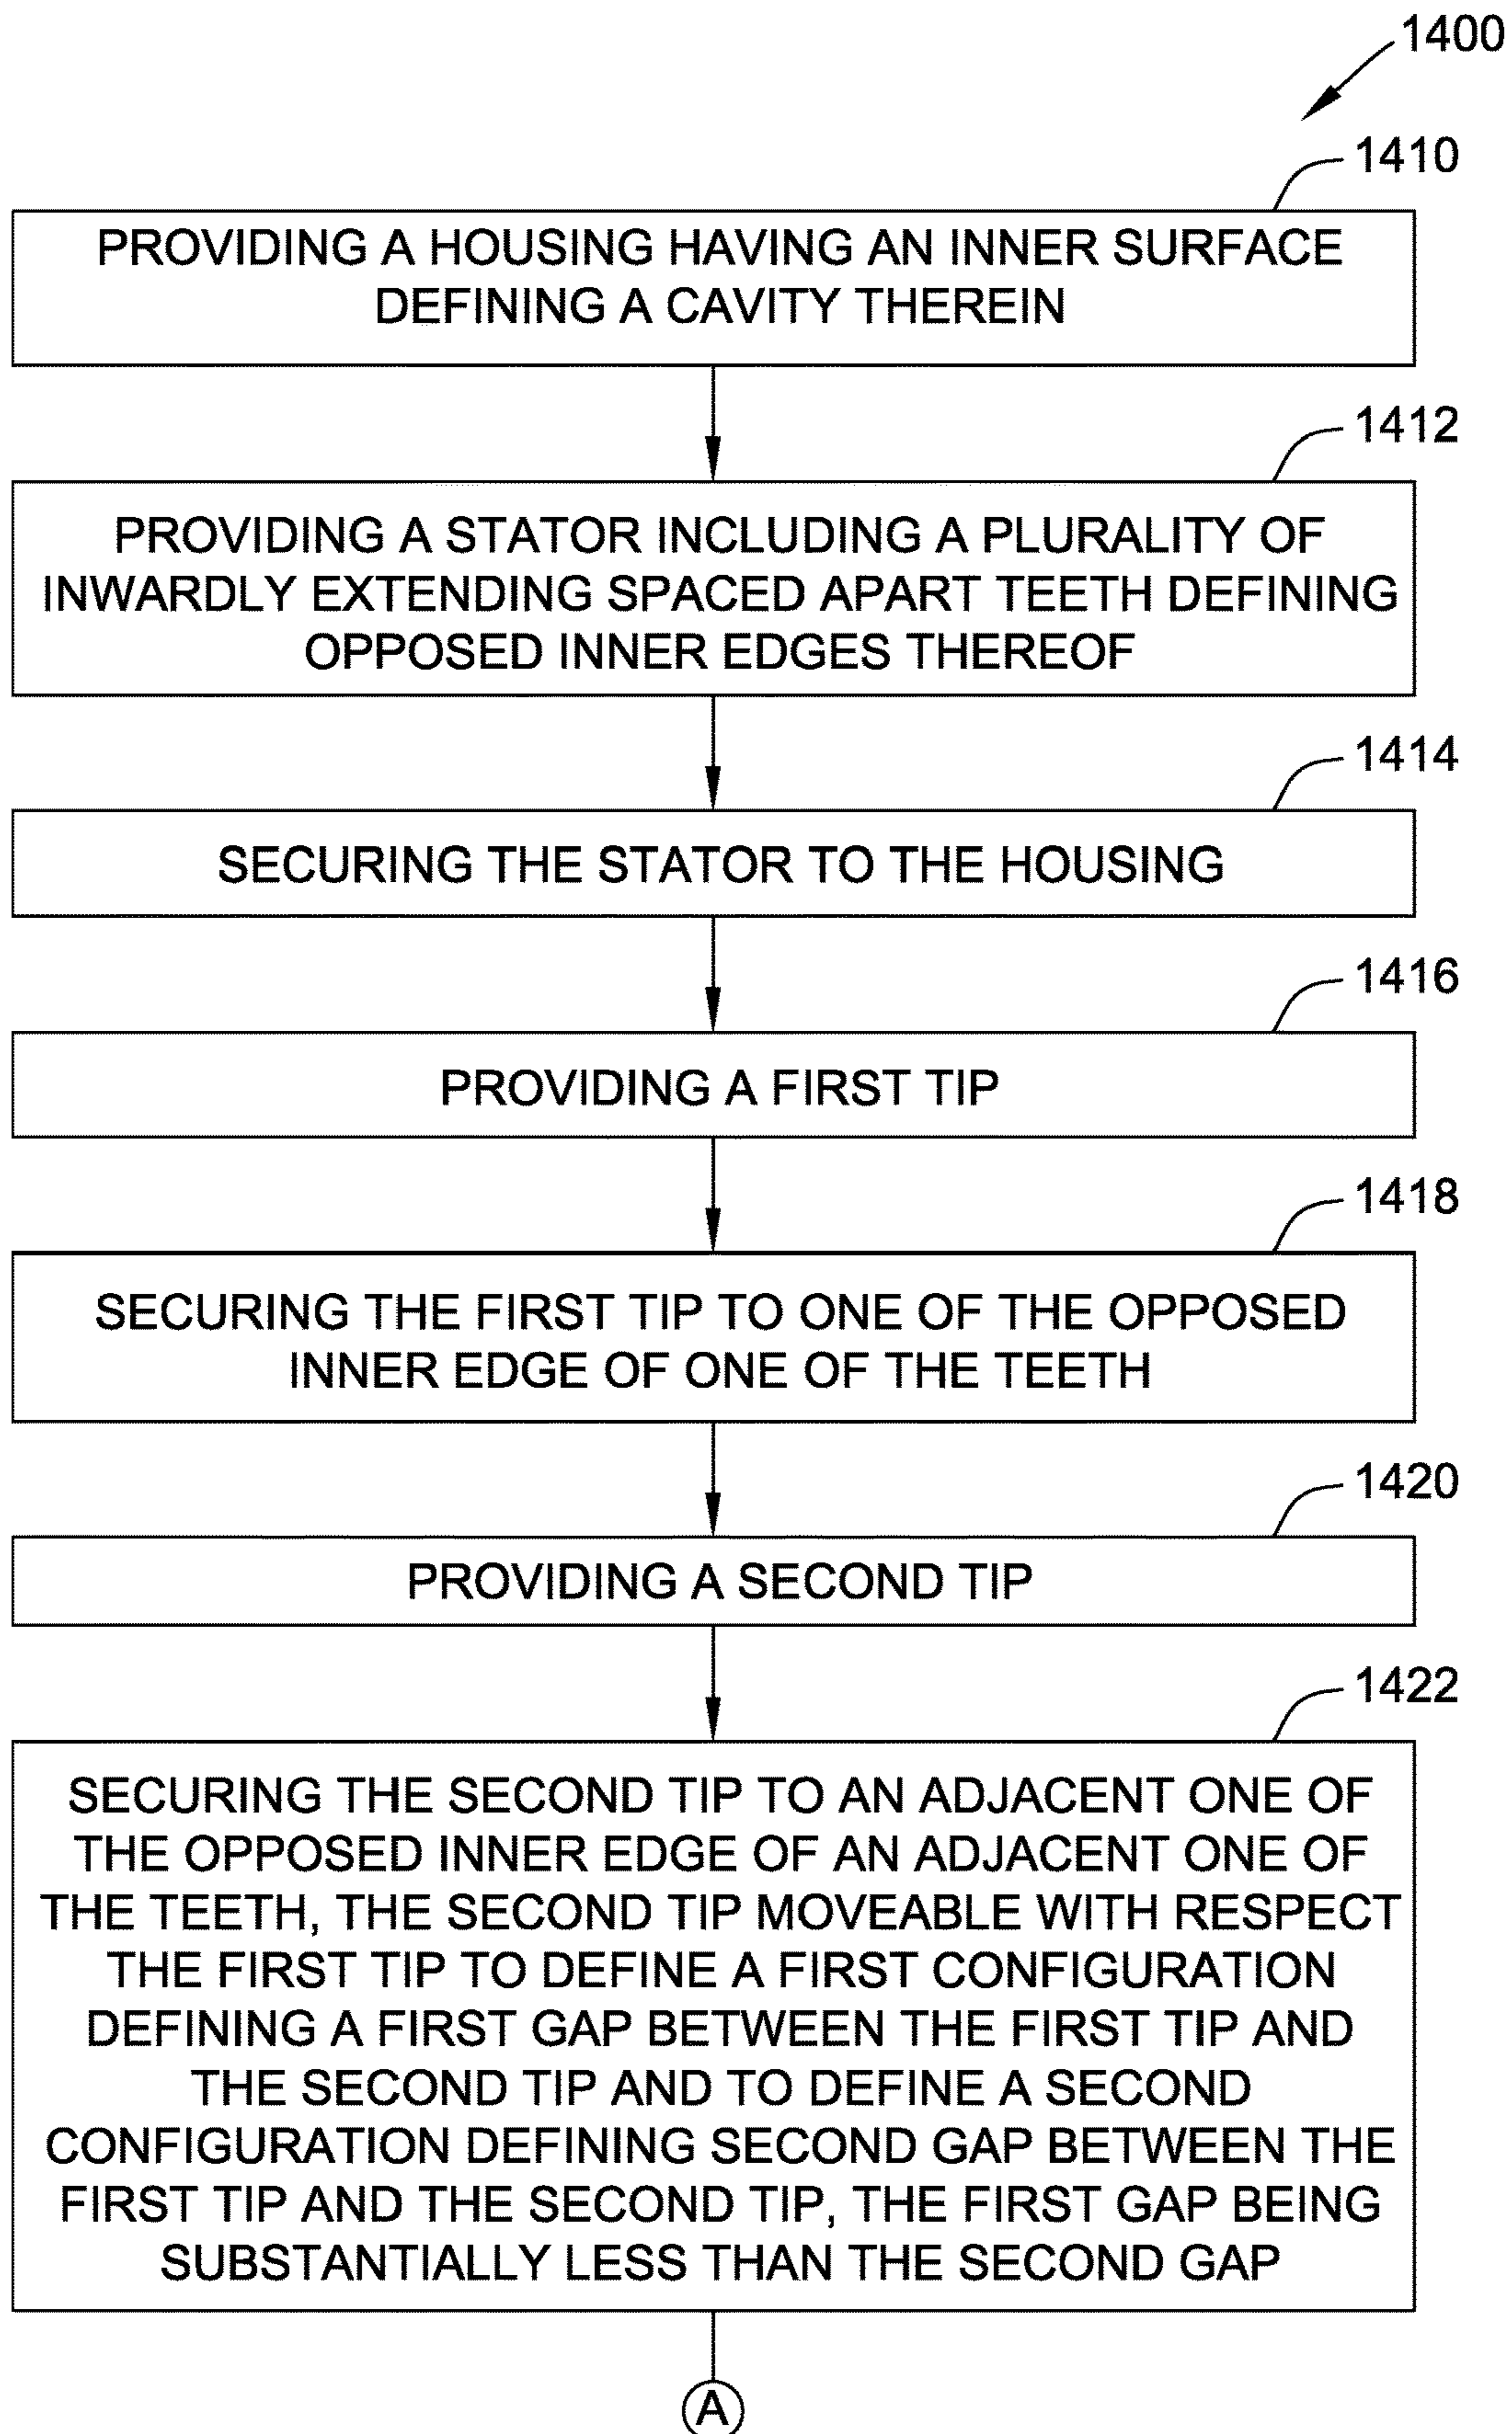 1400
1410
PROVIDING A HOUSING HAVING AN INNER SURFACE
DEFINING A CAVITY THEREIN
1412
PROVIDING A STATOR INCLUDING A PLURALITY OF
INWARDLY EXTENDING SPACED APART TEETH DEFINING
OPPOSED INNER EDGES THEREOF
1414
SECURING THE STATOR TO THE HOUSING
1416
PROVIDING A FIRST TIP
1418
SECURING THE FIRST TIP TO ONE OF THE OPPOSED
INNER EDGE OF ONE OF THE TEETH
1420
PROVIDING A SECOND TIP
1422
SECURING THE SECOND TIP TO AN ADJACENT ONE OF
THE OPPOSED INNER EDGE OF AN ADJACENT ONE OF
THE TEETH, THE SECOND TIP MOVEABLE WITH RESPECT
THE FIRST TIP TO DEFINE A FIRST CONFIGURATION
DEFINING A FIRST GAP BETWEEN THE FIRST TIP AND
THE SECOND TIP AND TO DEFINE A SECOND
CONFIGURATION DEFINING SECOND GAP BETWEEN THE
FIRST TIP AND THE SECOND TIP, THE FIRST GAP BEING
SUBSTANTIALLY LESS THAN THE SECOND GAP
A